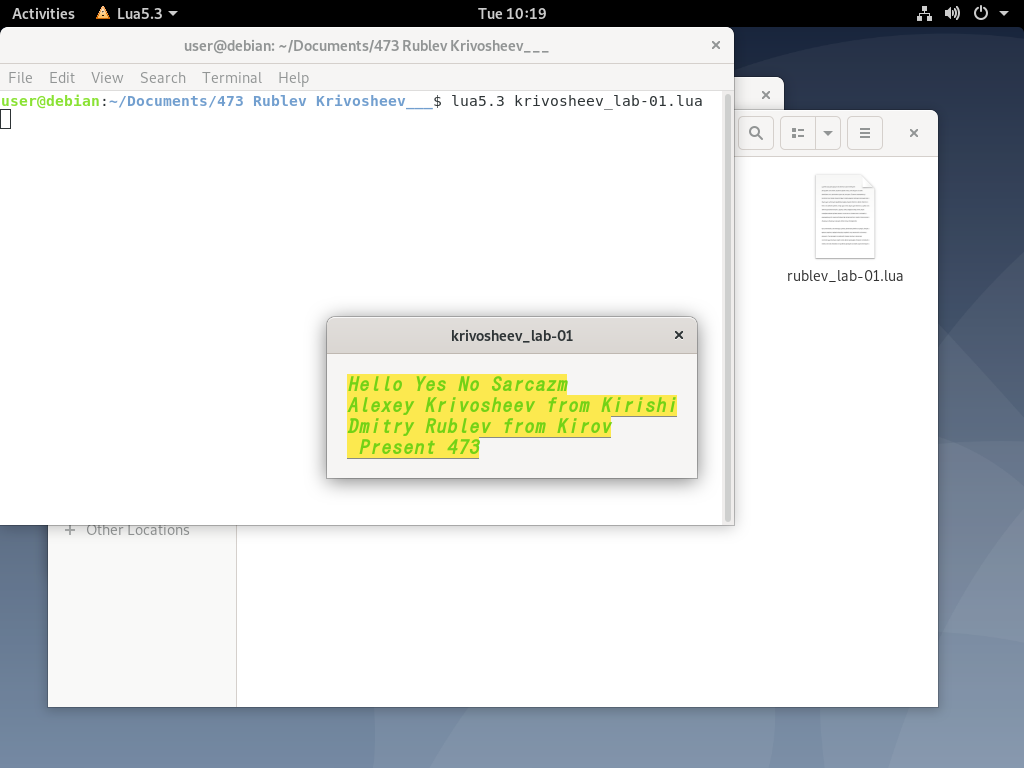 Activities Lua5.3 Tue 10:19
user@debian: ~/Documents/473 Rublev Krivosheev___
File Edit View Search Terminal Help
user@debian:~/Documents/473 Rublev Krivosheev___$ lua5.3 krivosheev_lab-01.lua
rublev_lab-01.lua
krivosheev_lab-01
Hello Yes No Sarcazm
Alexey Krivosheev from Kirishi
Dmitry Rublev from Kirov
Present 473
Other Locations